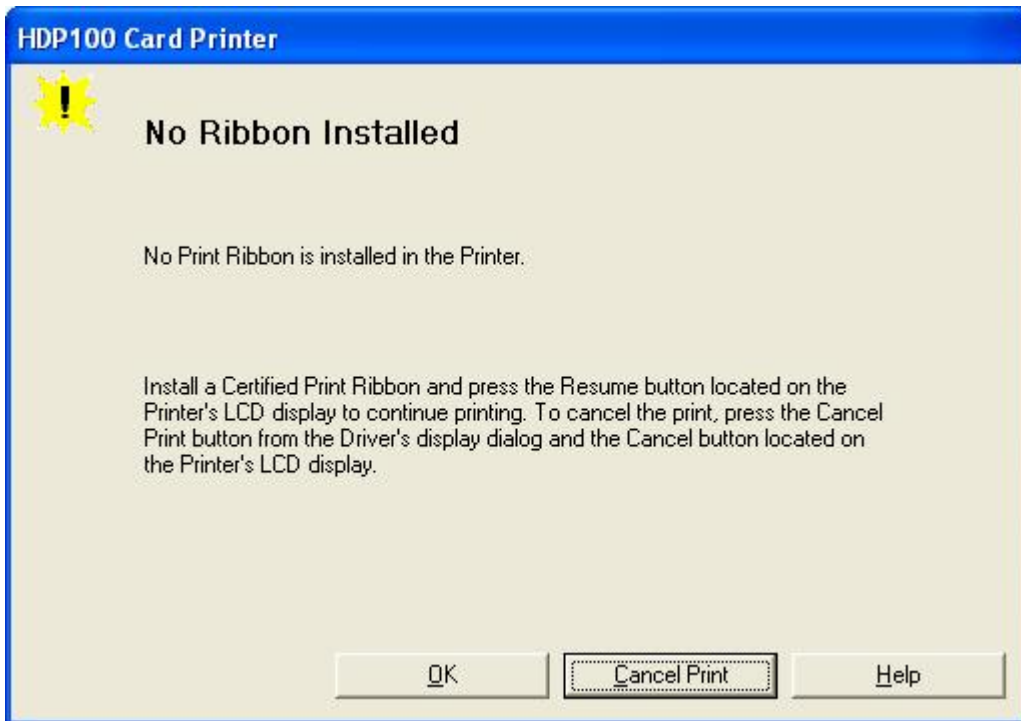 HDP100 Card Printer
!
No Ribbon Installed
No Print Ribbon is installed in the Printer.
Install a Certified Print Ribbon and press the Resume button located on the
Printer's LCD display to continue printing. To cancel the print, press the Cancel
Print button from the Driver's display dialog and the Cancel button located on
the Printer's LCD display.
OK Cancel Print Help